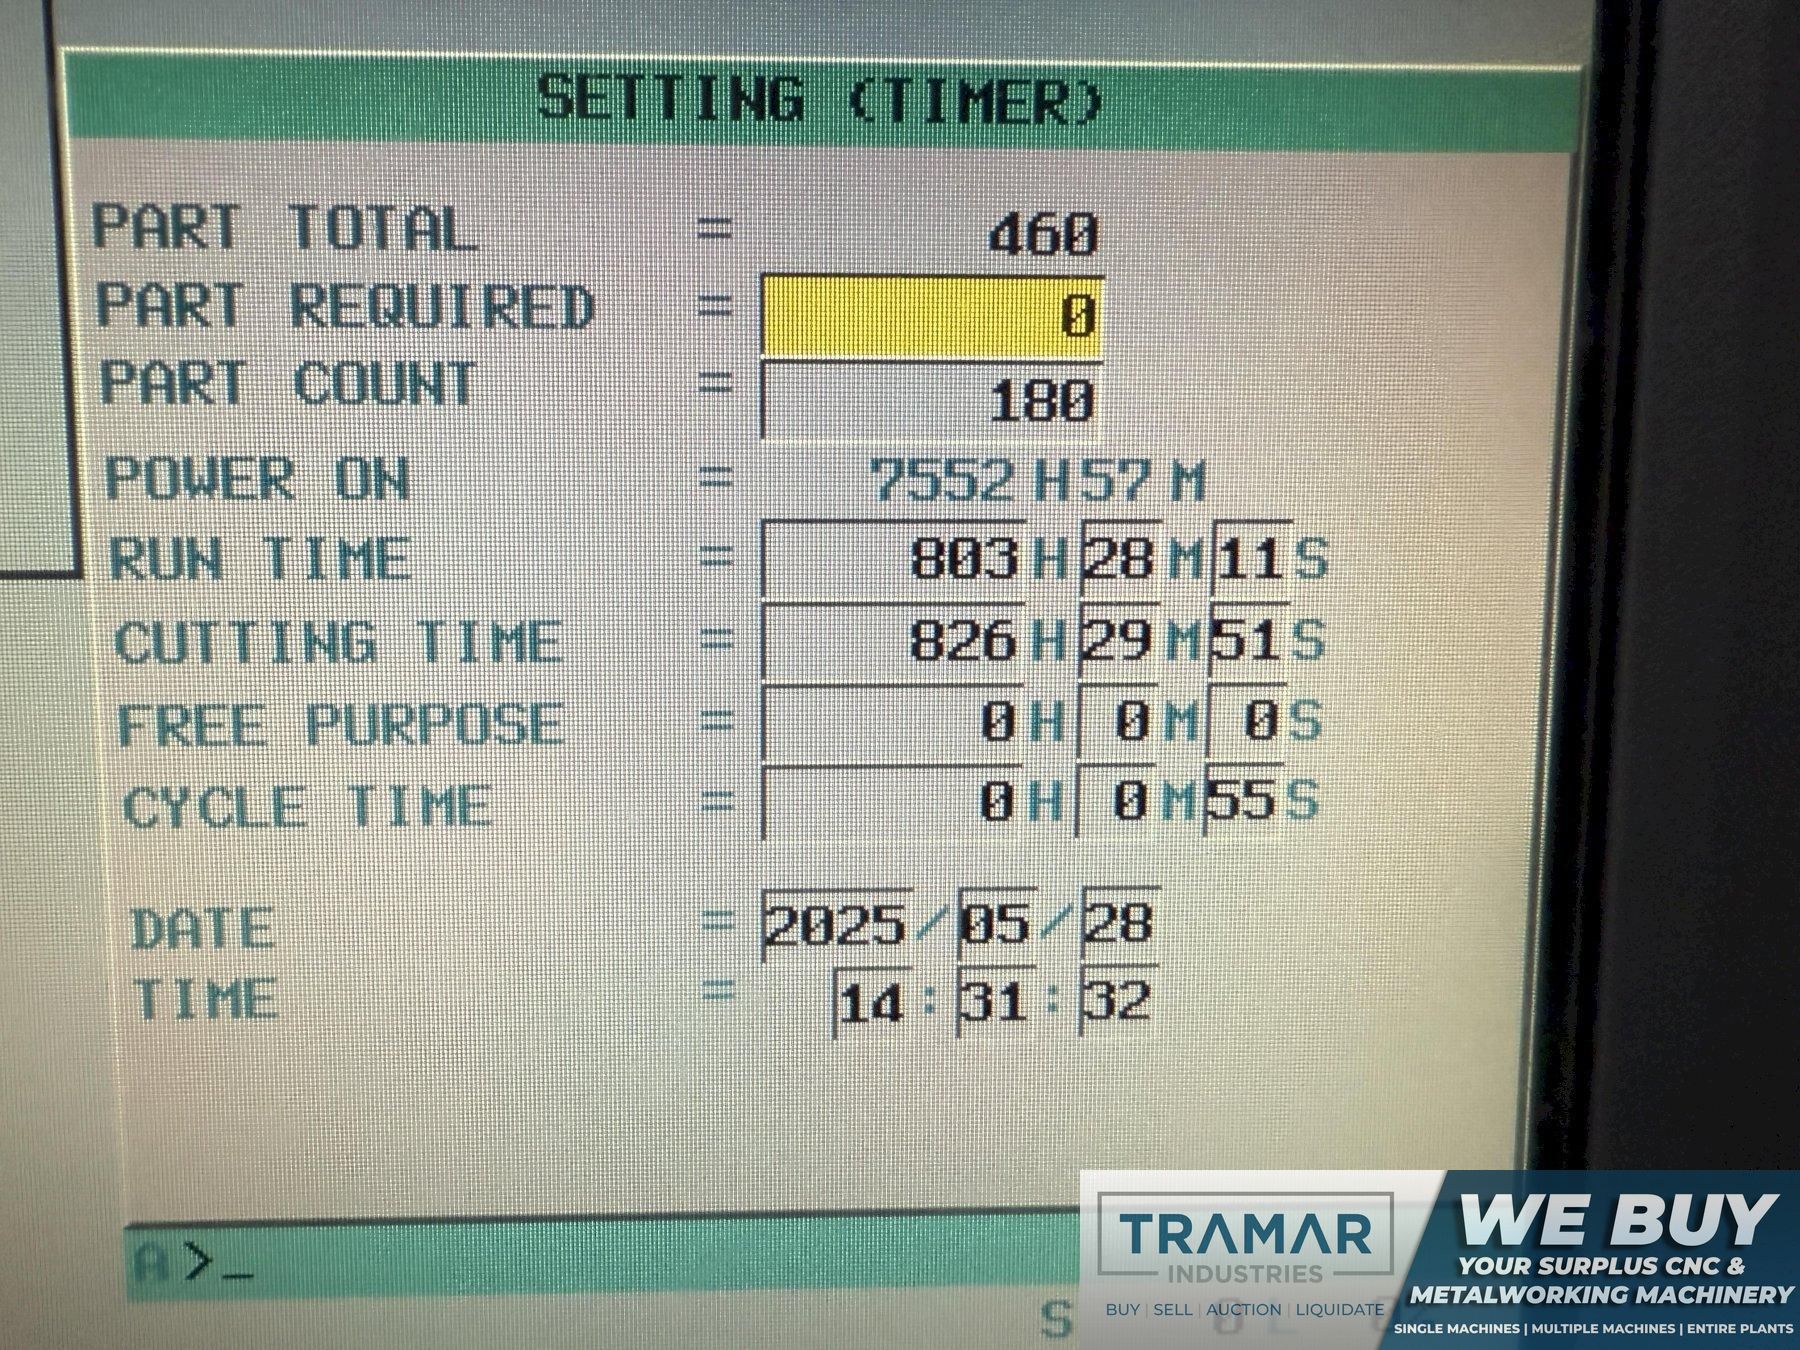 SETTING (TIMER)
PART TOTAL = 460
PART REQUIRED = 0
PART COUNT = 180
POWER ON = 7552 H 57 M
RUN TIME = 803 H 28 M 11 S
CUTTING TIME = 826 H 29 M 51 S
FREE PURPOSE = 0 H 0 M 0 S
CYCLE TIME = 0 H 0 M 55 S
DATE = 2025/05/28
TIME = 14:31:32
A>_
S 0
TRAMAR
INDUSTRIES
BUY | SELL | AUCTION | LIQUIDATE
WE BUY
YOUR SURPLUS CNC &
METALWORKING MACHINERY
SINGLE MACHINES | MULTIPLE MACHINES | ENTIRE PLANTS